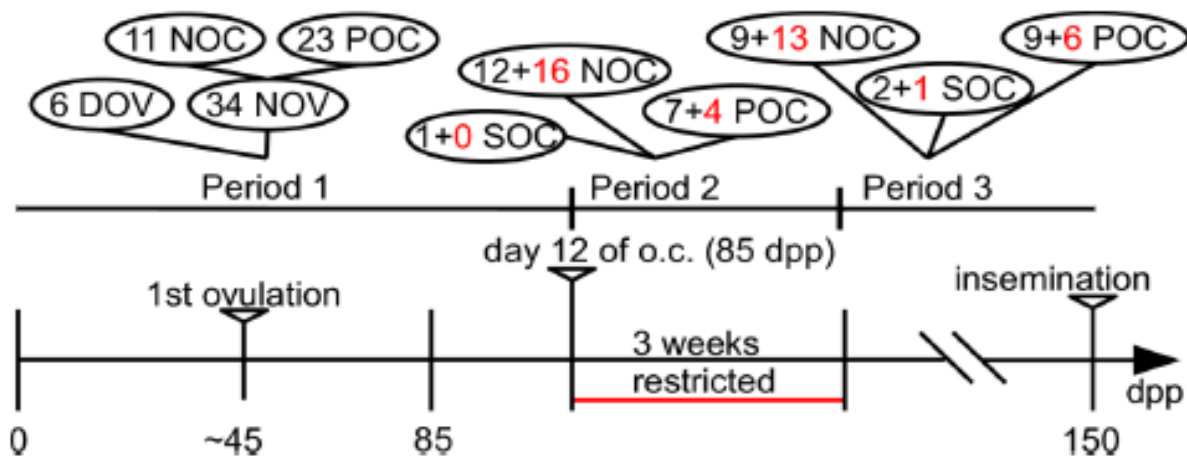 11 NOC
23 POC
6 DOV
34 NOV
12+16 NOC
1+0 SOC
7+4 POC
9+13 NOC
9+6 POC
2+1 SOC
Period 1
Period 2
Period 3
day 12 of o.c. (85 dpp)
1st ovulation
insemination
3 weeks
restricted
dpp
0
~45
85
150